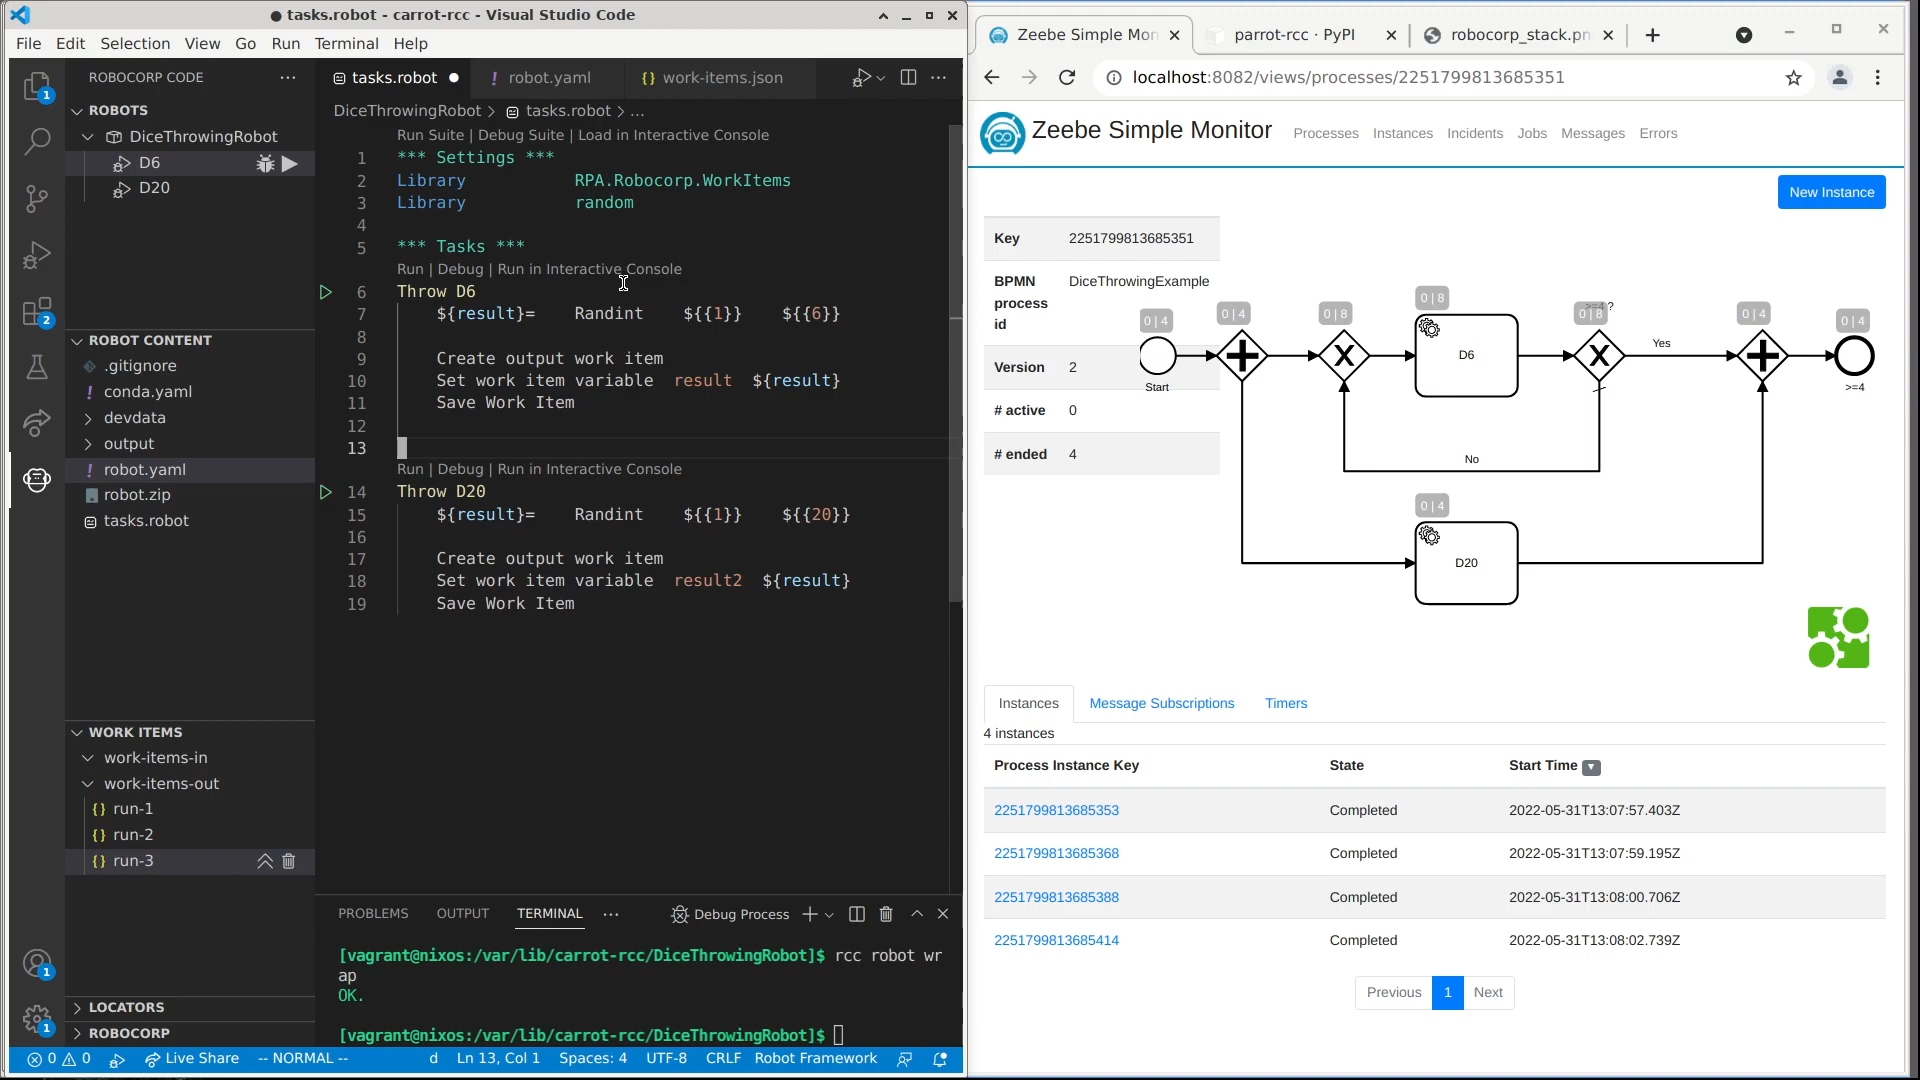 ● tasks.robot - carrot-rcc - Visual Studio Code
File Edit Selection View Go Run Terminal Help
ROBOCORP CODE
ROBOTS
DiceThrowingRobot
D6
D20
ROBOT CONTENT
.gitignore
! conda.yaml
devdata
output
! robot.yaml
robot.zip
tasks.robot
WORK ITEMS
work-items-in
work-items-out
{} run-1
{} run-2
{} run-3
LOCATORS
ROBOCORP
1
2
1
1
tasks.robot ●
! robot.yaml
{} work-items.json
DiceThrowingRobot > tasks.robot > ...
Run Suite | Debug Suite | Load in Interactive Console
1 *** Settings ***
2 Library RPA.Robocorp.WorkItems
3 Library random
4
5 *** Tasks ***
Run | Debug | Run in Interactive Console
6 Throw D6
7 ${result}= Randint ${{1}} ${{6}}
8
9 Create output work item
10 Set work item variable result ${result}
11 Save Work Item
12
13
Run | Debug | Run in Interactive Console
14 Throw D20
15 ${result}= Randint ${{1}} ${{20}}
16
17 Create output work item
18 Set work item variable result2 ${result}
19 Save Work Item
PROBLEMS OUTPUT TERMINAL ... Debug Process
[vagrant@nixos:/var/lib/carrot-rcc/DiceThrowingRobot]$ rcc robot wr
ap
OK.
[vagrant@nixos:/var/lib/carrot-rcc/DiceThrowingRobot]$
0 0 Live Share -- NORMAL -- d Ln 13, Col 1 Spaces: 4 UTF-8 CRLF Robot Framework
Zeebe Simple Mon
parrot-rcc · PyPI
robocorp_stack.pn
localhost:8082/views/processes/2251799813685351
Zeebe Simple Monitor Processes Instances Incidents Jobs Messages Errors
New Instance
Key 2251799813685351
BPMN process id DiceThrowingExample
Version 2
# active 0
# ended 4
0 | 4
Start
0 | 4
0 | 8
X
0 | 8
D6
>=4 ?
0 | 8
X
Yes
No
0 | 4
0 | 4
>=4
0 | 4
D20
Instances Message Subscriptions Timers
4 instances
Process Instance Key State Start Time
2251799813685353 Completed 2022-05-31T13:07:57.403Z
2251799813685368 Completed 2022-05-31T13:07:59.195Z
2251799813685388 Completed 2022-05-31T13:08:00.706Z
2251799813685414 Completed 2022-05-31T13:08:02.739Z
Previous 1 Next